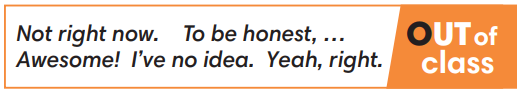 Not right now.  To be honest, …
Awesome!  I’ve no idea.  Yeah, right.
OUT of
class